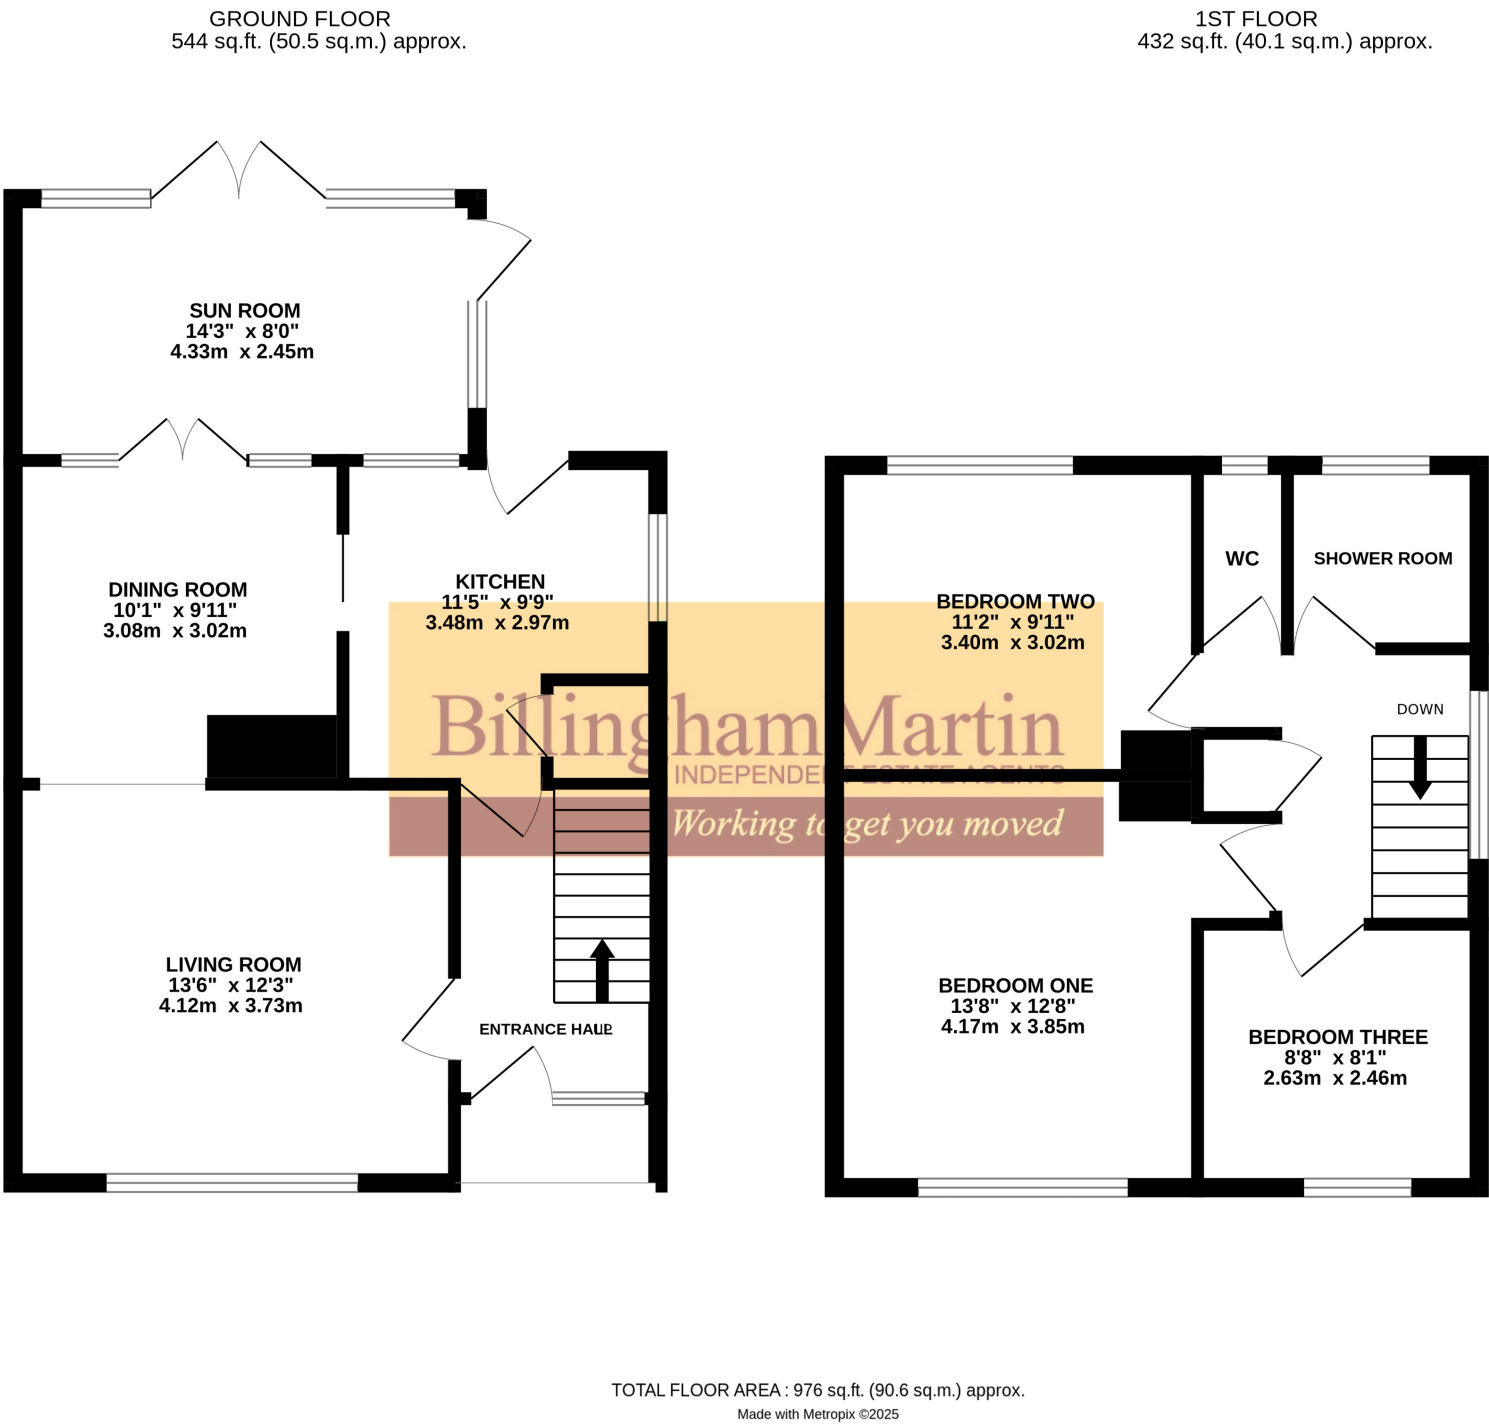 GROUND FLOOR
544 sq.ft. (50.5 sq.m.) approx.
1ST FLOOR
432 sq.ft. (40.1 sq.m.) approx.
SUN ROOM
14'3" x 8'0"
4.33m x 2.45m
DINING ROOM
10'1" x 9'11"
3.08m x 3.02m
KITCHEN
11'5" x 9'9"
3.48m x 2.97m
LIVING ROOM
13'6" x 12'3"
4.12m x 3.73m
ENTRANCE HALL
UP
BEDROOM TWO
11'2" x 9'11"
3.40m x 3.02m
WC
SHOWER ROOM
DOWN
BEDROOM ONE
13'8" x 12'8"
4.17m x 3.85m
BEDROOM THREE
8'8" x 8'1"
2.63m x 2.46m
BillinghamMartin
INDEPENDENT ESTATE AGENTS
Working to get you moved
TOTAL FLOOR AREA : 976 sq.ft. (90.6 sq.m.) approx.
Made with Metropix ©2025